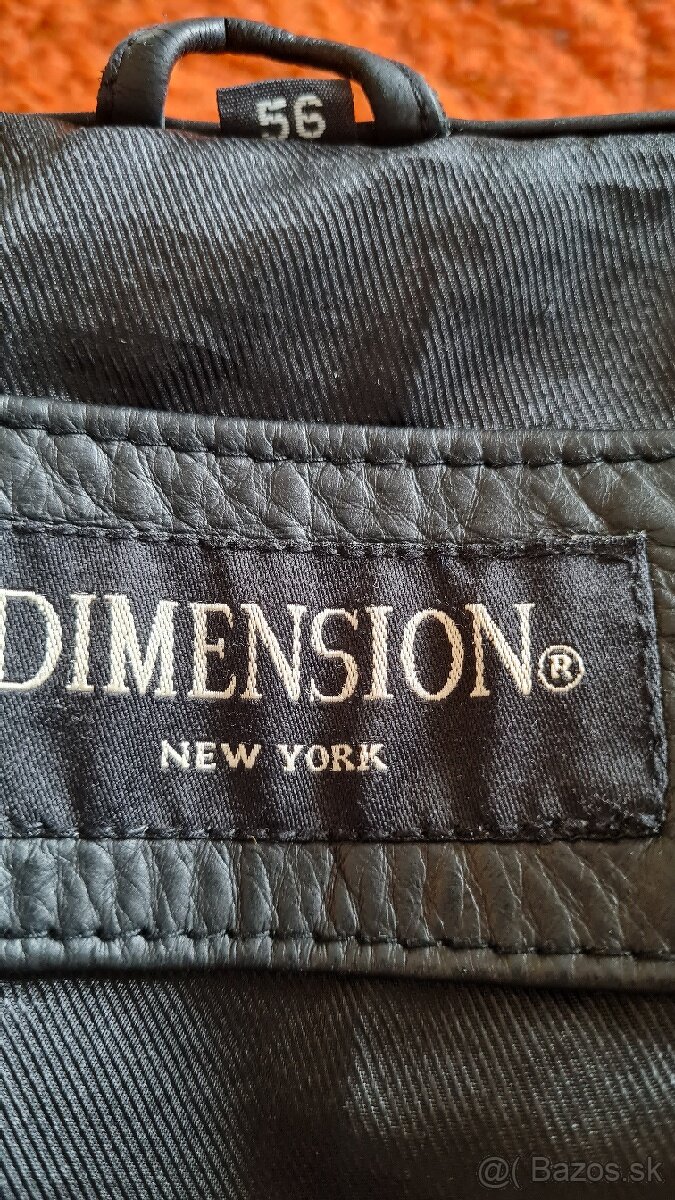 56
DIMENSION®
NEW YORK
@( Bazos.sk